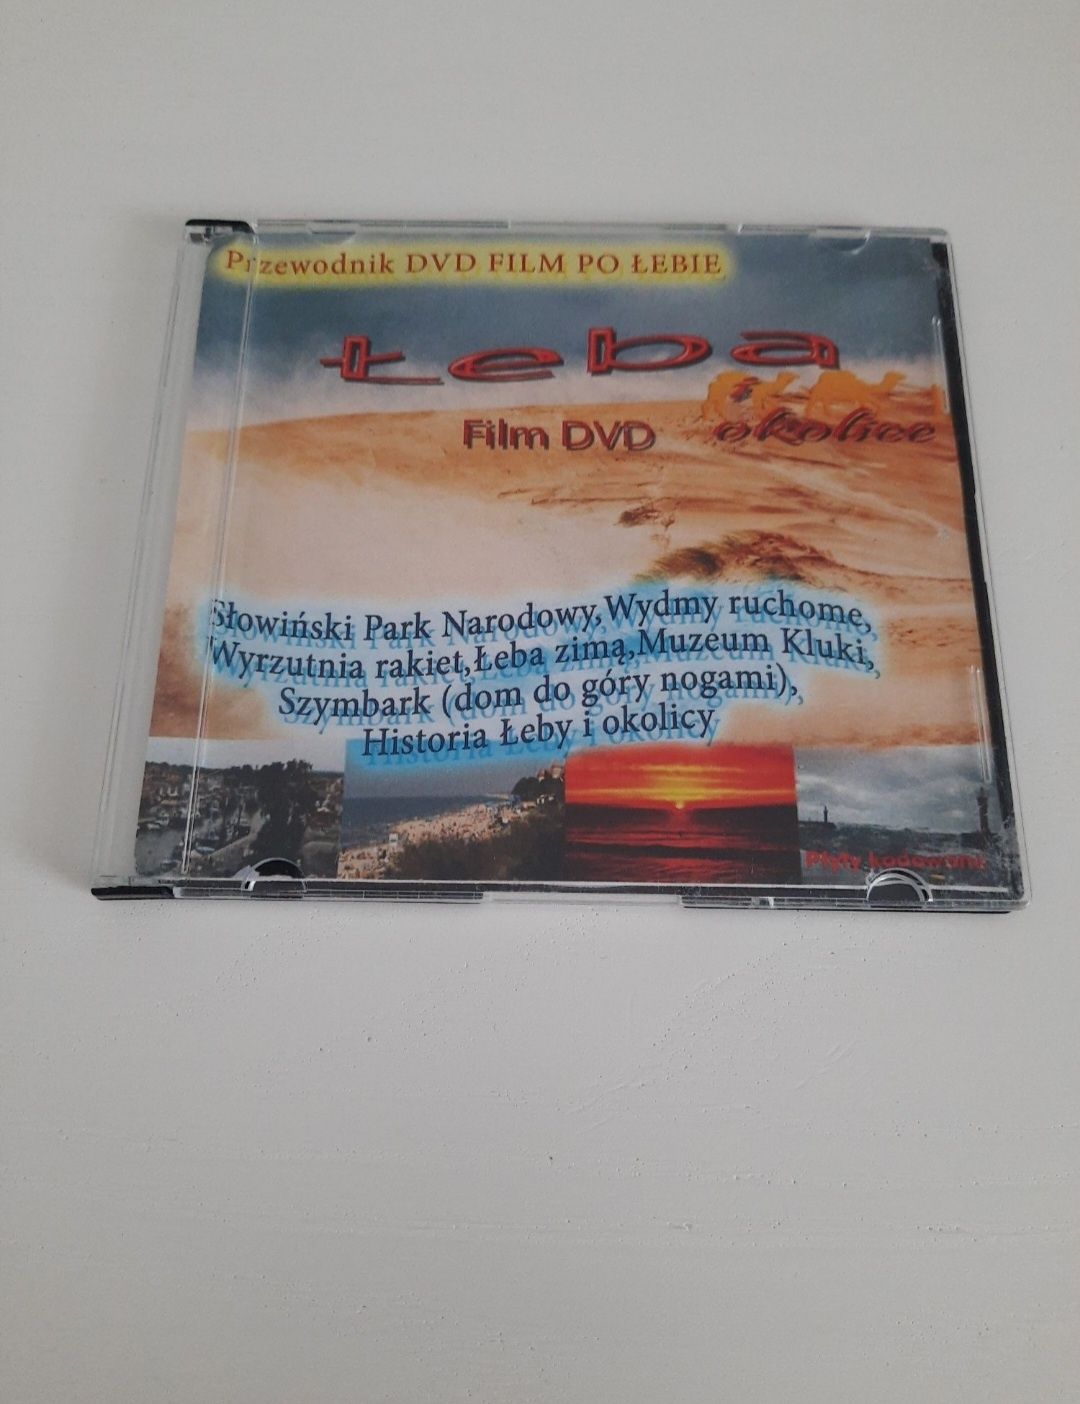 Przewodnik DVD FILM PO ŁEBIE
Łeba
i
okolice
Film DVD
Słowiński Park Narodowy, Wydmy ruchome,
Wyrzutnia rakiet, Łeba zimą, Muzeum Kluki,
Szymbark (dom do góry nogami),
Historia Łeby i okolicy
Płyty kodowane